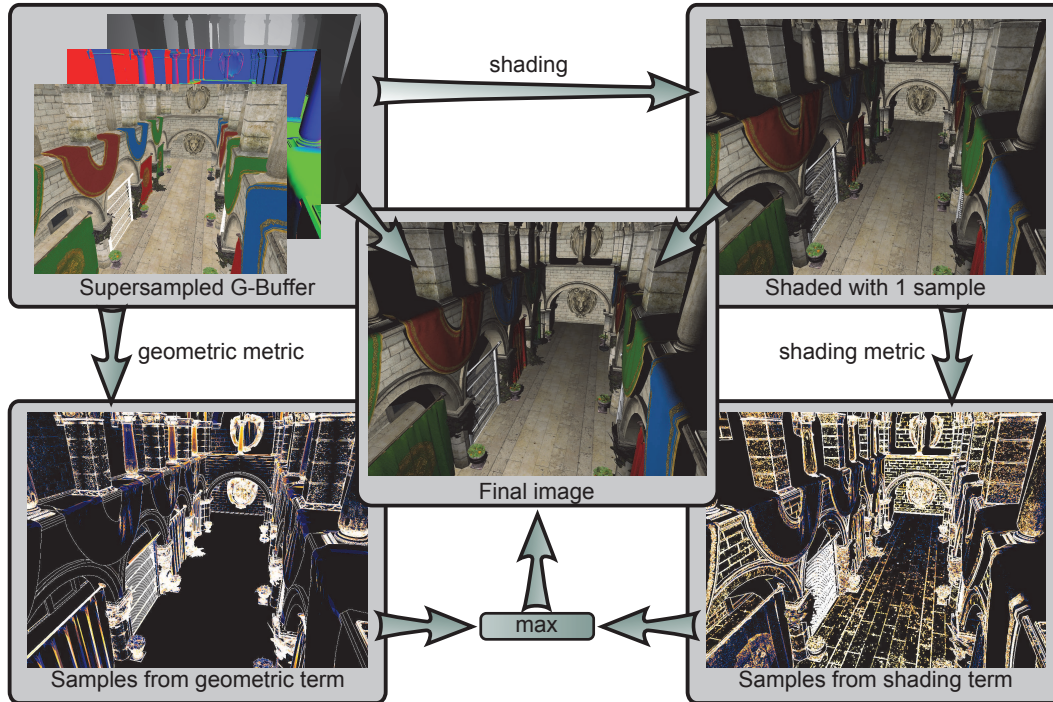 shading
Supersampled G-Buffer
Shaded with 1 sample
geometric metric
shading metric
Final image
max
Samples from geometric term
Samples from shading term